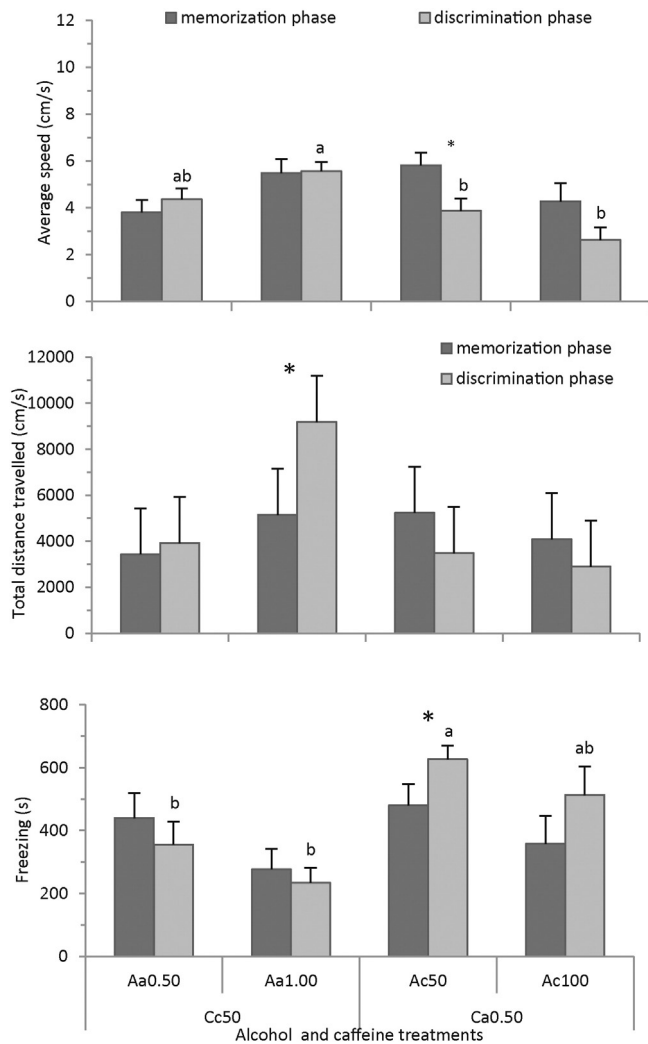 memorization phase discrimination phase
12
10
8
6
4
2
0
Average speed (cm/s)
ab
a
*
b
b
memorization phase
discrimination phase
12000
10000
8000
6000
4000
2000
0
Total distance travelled (cm/s)
*
800
600
400
200
0
Freezing (s)
b
b
*
a
ab
Aa0.50 Aa1.00 Ac50 Ac100
Cc50 Ca0.50
Alcohol and caffeine treatments